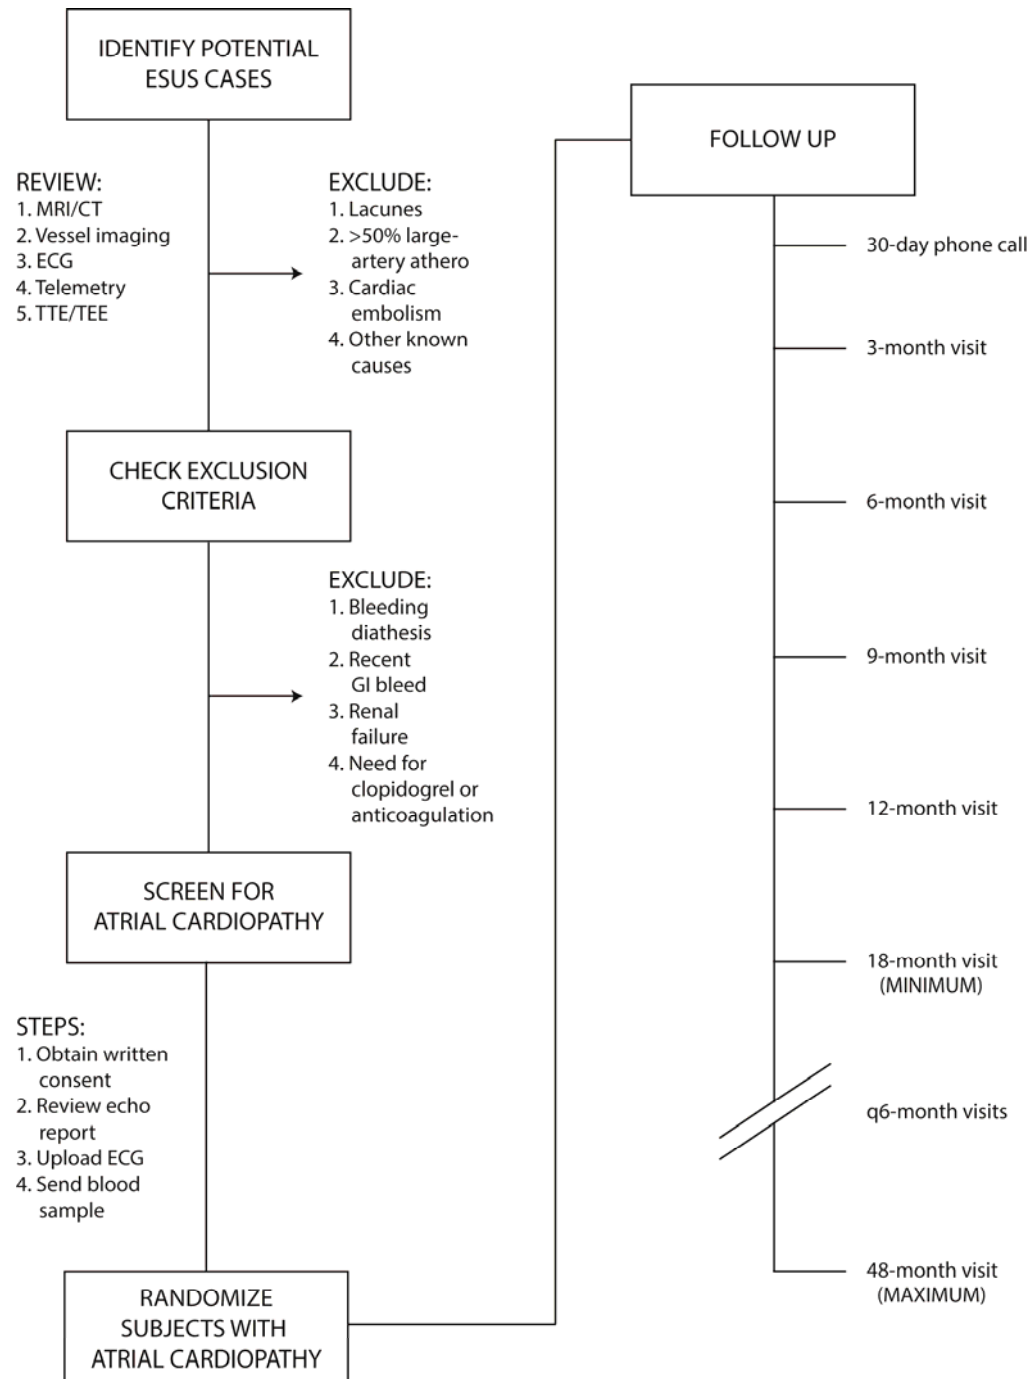 IDENTIFY POTENTIAL
ESUS CASES
REVIEW:
1. MRI/CT
2. Vessel imaging
3. ECG
4. Telemetry
5. TTE/TEE
EXCLUDE:
1. Lacunes
2. >50% large-
artery athero
3. Cardiac
embolism
4. Other known
causes
CHECK EXCLUSION
CRITERIA
EXCLUDE:
1. Bleeding
diathesis
2. Recent
GI bleed
3. Renal
failure
4. Need for
clopidogrel or
anticoagulation
SCREEN FOR
ATRIAL CARDIOPATHY
STEPS:
1. Obtain written
consent
2. Review echo
report
3. Upload ECG
4. Send blood
sample
RANDOMIZE
SUBJECTS WITH
ATRIAL CARDIOPATHY
FOLLOW UP
30-day phone call
3-month visit
6-month visit
9-month visit
12-month visit
18-month visit
(MINIMUM)
q6-month visits
48-month visit
(MAXIMUM)